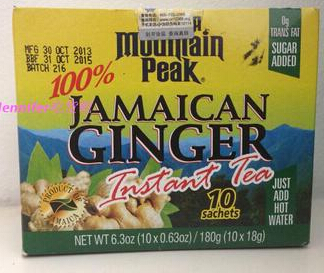 MFG 30 OCT 2013
BBF 31 OCT 2015
BATCH 216
Mountain
Peak®
0g
TRANS FAT
SUGAR
ADDED
100%
JAMAICAN
GINGER
Instant Tea
PRODUCT
JAMAICA
10
sachets
JUST
ADD
HOT
WATER
NET WT 6.3oz (10 x 0.63oz) / 180g (10 x 18g)